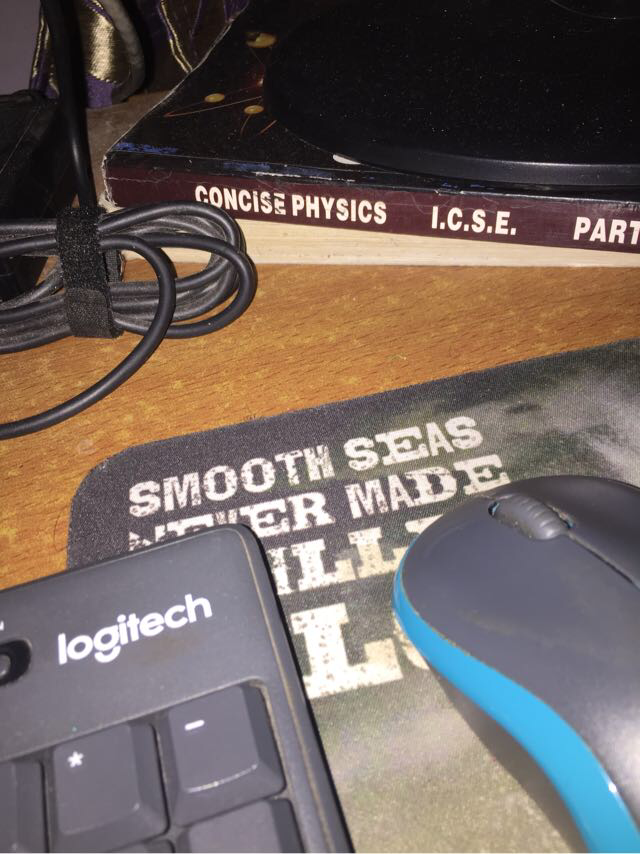 CONCISE PHYSICS I.C.S.E. PART
SMOOTH SEAS
NEVER MADE
logitech
-
*